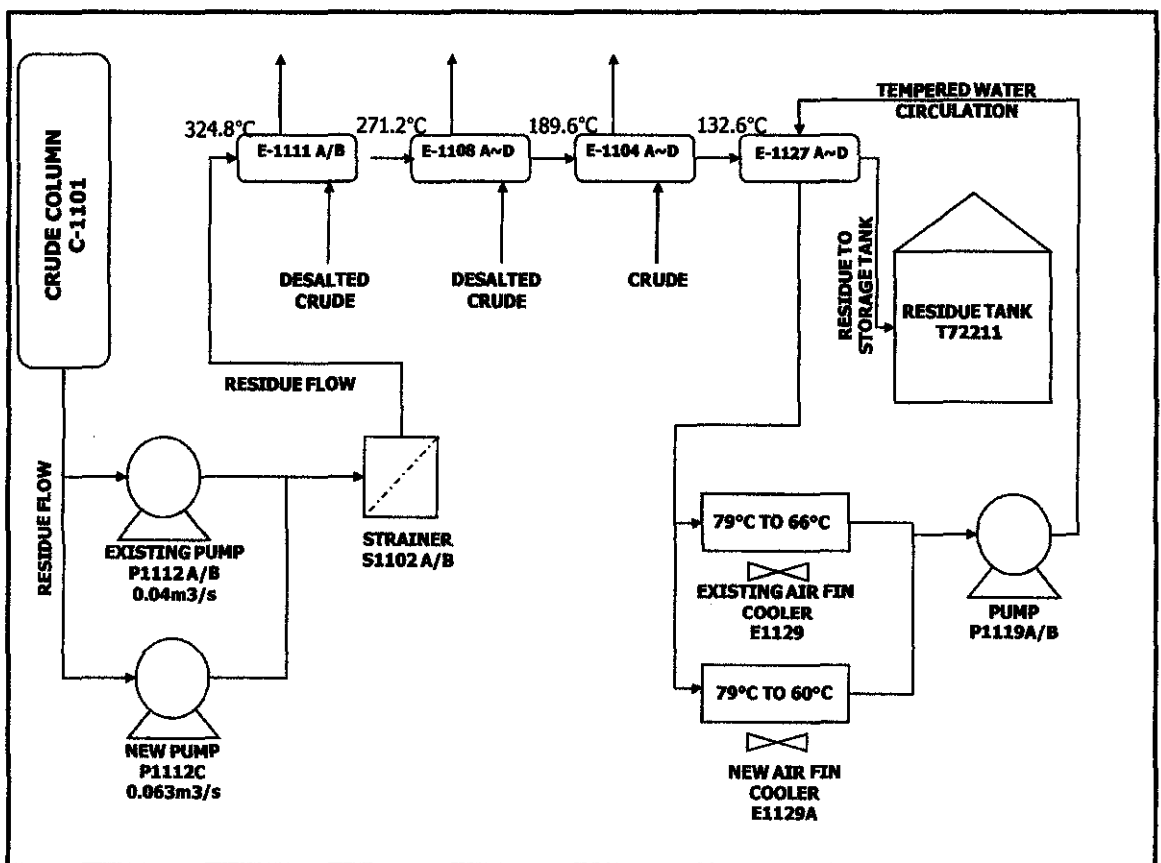 CRUDE COLUMN
C-1101
324.8°C
E-1111 A/B
271.2°C
E-1108 A~D
189.6°C
E-1104 A~D
132.6°C
E-1127 A~D
TEMPERED WATER
CIRCULATION
DESALTED
CRUDE
DESALTED
CRUDE
CRUDE
RESIDUE TO
STORAGE TANK
RESIDUE TANK
T72211
RESIDUE FLOW
RESIDUE FLOW
EXISTING PUMP
P1112 A/B
0.04m3/s
STRAINER
S1102 A/B
79°C TO 66°C
EXISTING AIR FIN
COOLER
E1129
PUMP
P1119A/B
79°C TO 60°C
NEW PUMP
P1112C
0.063m3/s
NEW AIR FIN
COOLER
E1129A